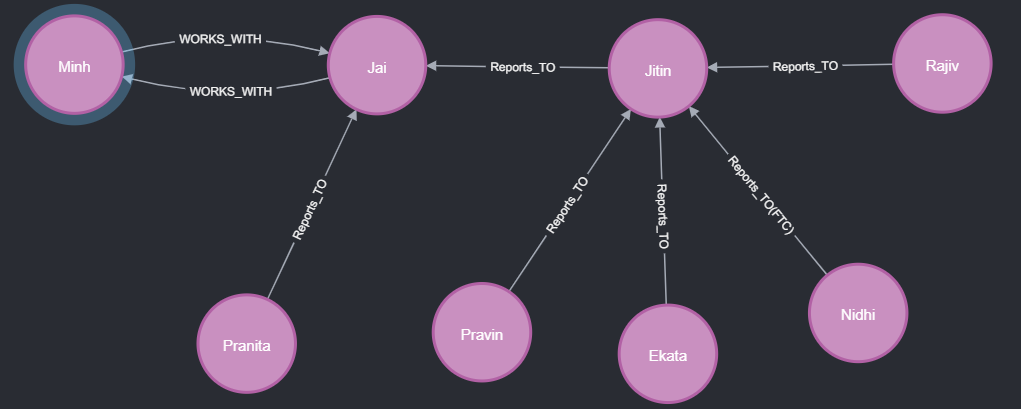 WORKS_WITH
Minh
Jai
Reports_TO
Jitin
Reports_TO
Rajiv
WORKS_WITH
Reports_TO
Reports_TO
Reports_TO
Reports_TO(FTC)
Pranita
Pravin
Ekata
Nidhi